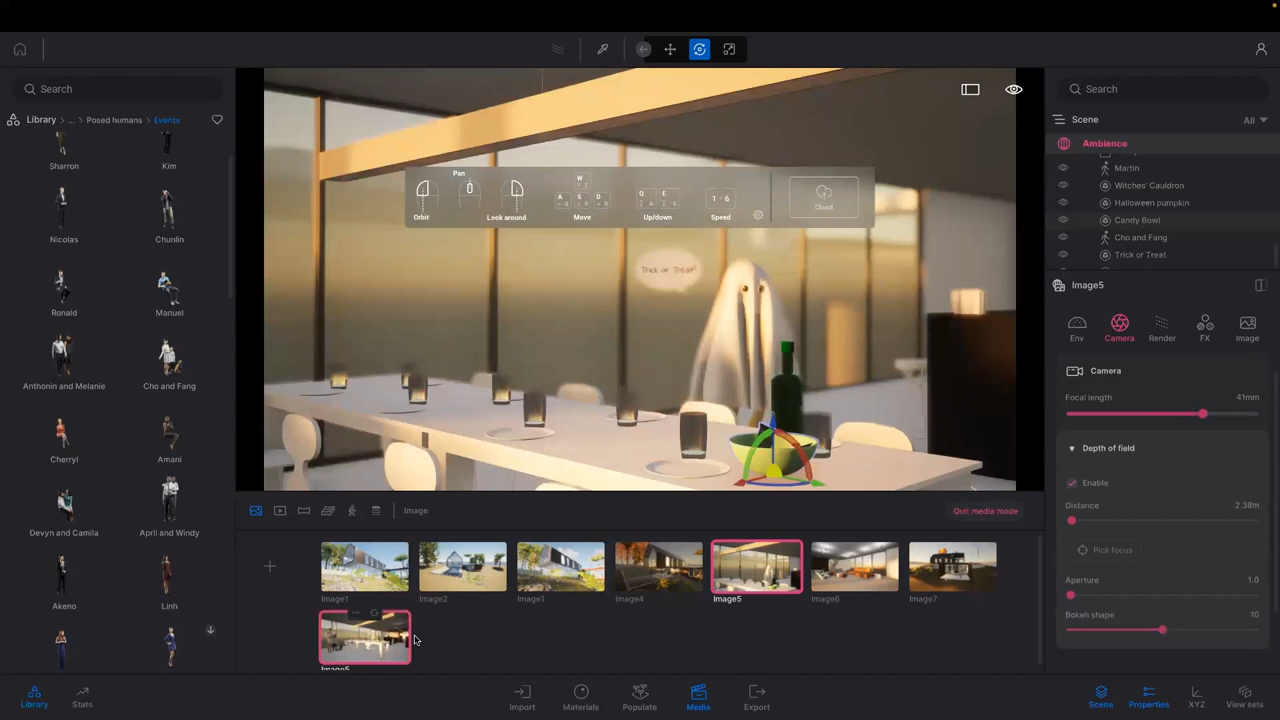 Search
Library > ... > Posed humans > Events
Sharron
Kim
Nicolas
Chunlin
Ronald
Manuel
Anthonin and Melanie
Cho and Fang
Cherryl
Amani
Devyn and Camila
April and Windy
Akeno
Linh
Pan
Orbit
Look around
W
A S D
Move
Q E
Up/down
1 - 6
Speed
Cloud
Trick or Treat?
Image
Quit media mode
Image1
Image2
Image1
Image4
Image5
Image6
Image7
Image5
Search
Scene
All
Ambience
Martin
Witches' Cauldron
Halloween pumpkin
Candy Bowl
Cho and Fang
Trick or Treat
Image5
Env
Camera
Render
FX
Image
Camera
Focal length 41mm
Depth of field
Enable
Distance 2.38m
Pick focus
Aperture 1.0
Bokeh shape 10
Library
Stats
Import
Materials
Populate
Media
Export
Scene
Properties
XYZ
View sets